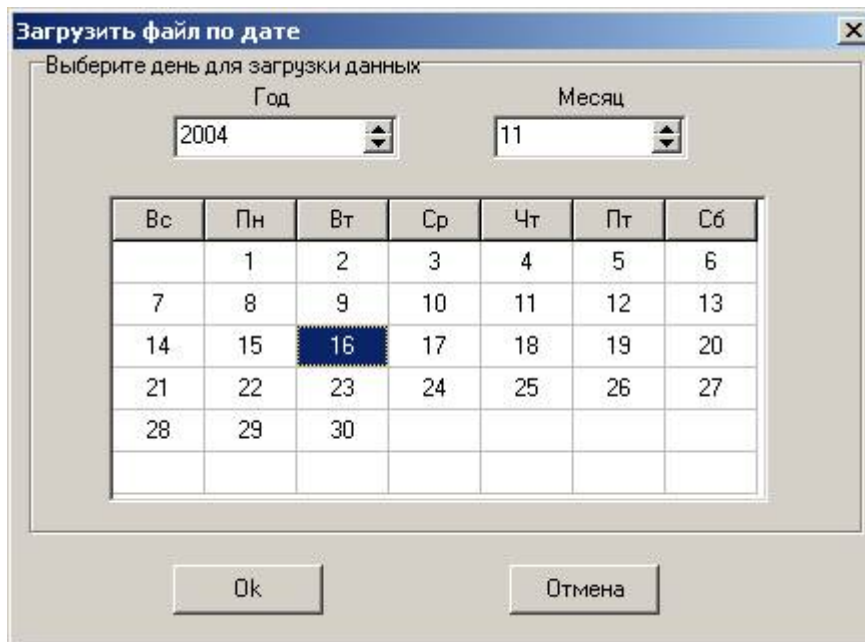 Загрузить файл по дате
Выберите день для загрузки данных
Год Месяц
2004 11
Вс Пн Вт Ср Чт Пт Сб
1 2 3 4 5 6
7 8 9 10 11 12 13
14 15 16 17 18 19 20
21 22 23 24 25 26 27
28 29 30
Ok Отмена